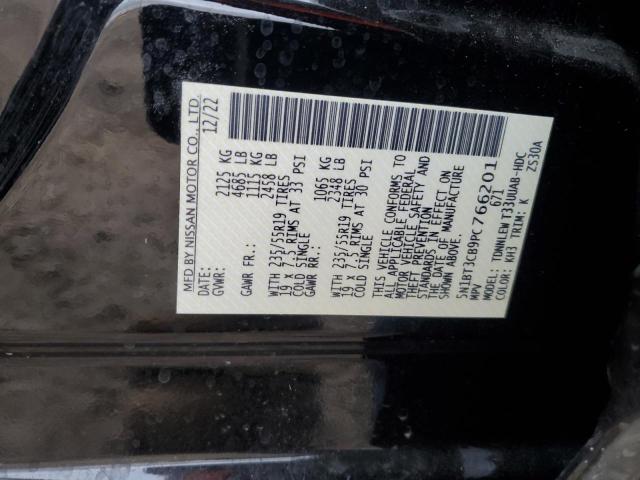 MFD BY NISSAN MOTOR CO., LTD.
DATE: 12/22
GVWR: 2125 KG
4685 LB
GAWR FR.: 1115 KG
2458 LB
WITH 235/55R19 TIRES
19 X 7.5 RIMS AT 33 PSI
COLD SINGLE
GAWR RR.: 1065 KG
2348 LB
WITH 235/55R19 TIRES
19 X 7.5 RIMS AT 30 PSI
COLD SINGLE
THIS VEHICLE CONFORMS TO
ALL APPLICABLE FEDERAL
MOTOR VEHICLE SAFETY AND
THEFT PREVENTION
STANDARDS IN EFFECT ON
THE DATE OF MANUFACTURE
SHOWN ABOVE.
5N1BT3CB9PC766201
MPV 671
MODEL: TDNNLEWT33UUAB-HDC
COLOR: KH3 TRIM: K
ZS30A